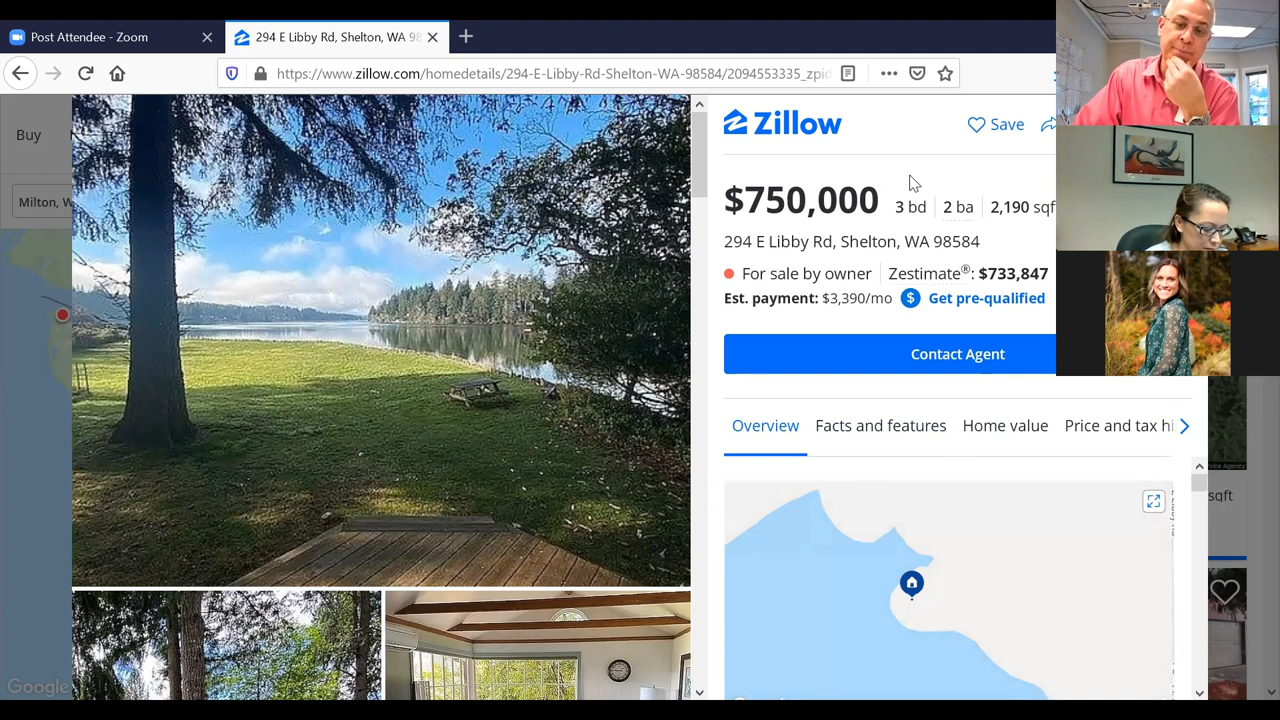 Post Attendee - Zoom
294 E Libby Rd, Shelton, WA 98
https://www.zillow.com/homedetails/294-E-Libby-Rd-Shelton-WA-98584/2094553335_zpid
Buy
Milton, W
Zillow
Save
$750,000
3 bd
2 ba
2,190 sqf
294 E Libby Rd, Shelton, WA 98584
For sale by owner
Zestimate®: $733,847
Est. payment: $3,390/mo
$ Get pre-qualified
Contact Agent
Overview
Facts and features
Home value
Price and tax hi
sqft
Google